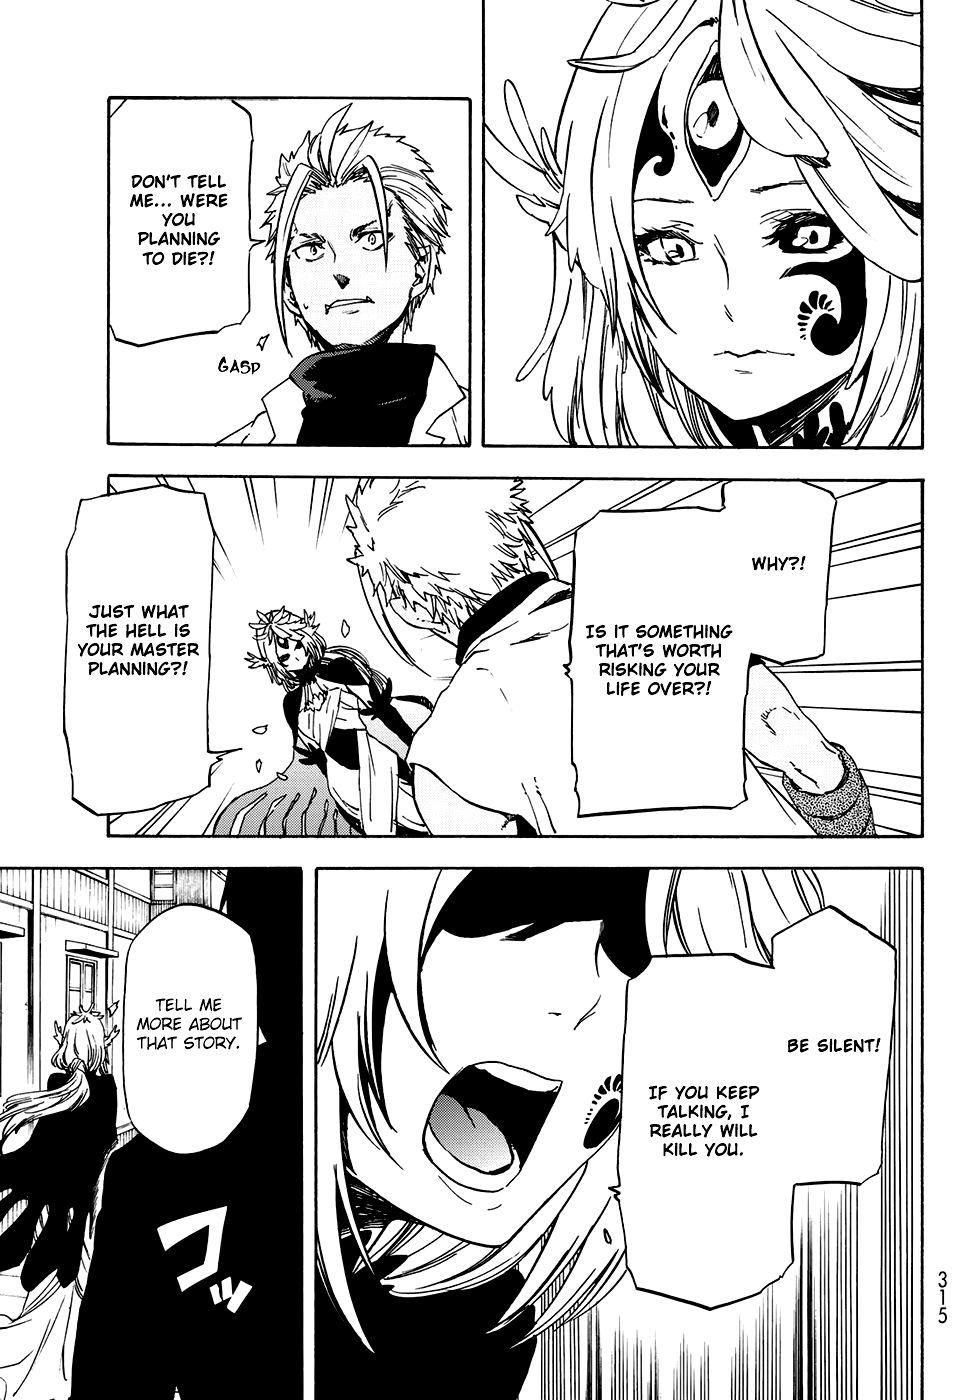 DON'T TELL
ME... WERE
YOU
PLANNING
TO DIE?!
GASP
WHY?!
IS IT SOMETHING
THAT'S WORTH
RISKING YOUR
LIFE OVER?!
JUST WHAT
THE HELL IS
YOUR MASTER
PLANNING?!
BE SILENT!
IF YOU KEEP
TALKING, I
REALLY WILL
KILL YOU.
TELL ME
MORE ABOUT
THAT STORY.
コッ
315